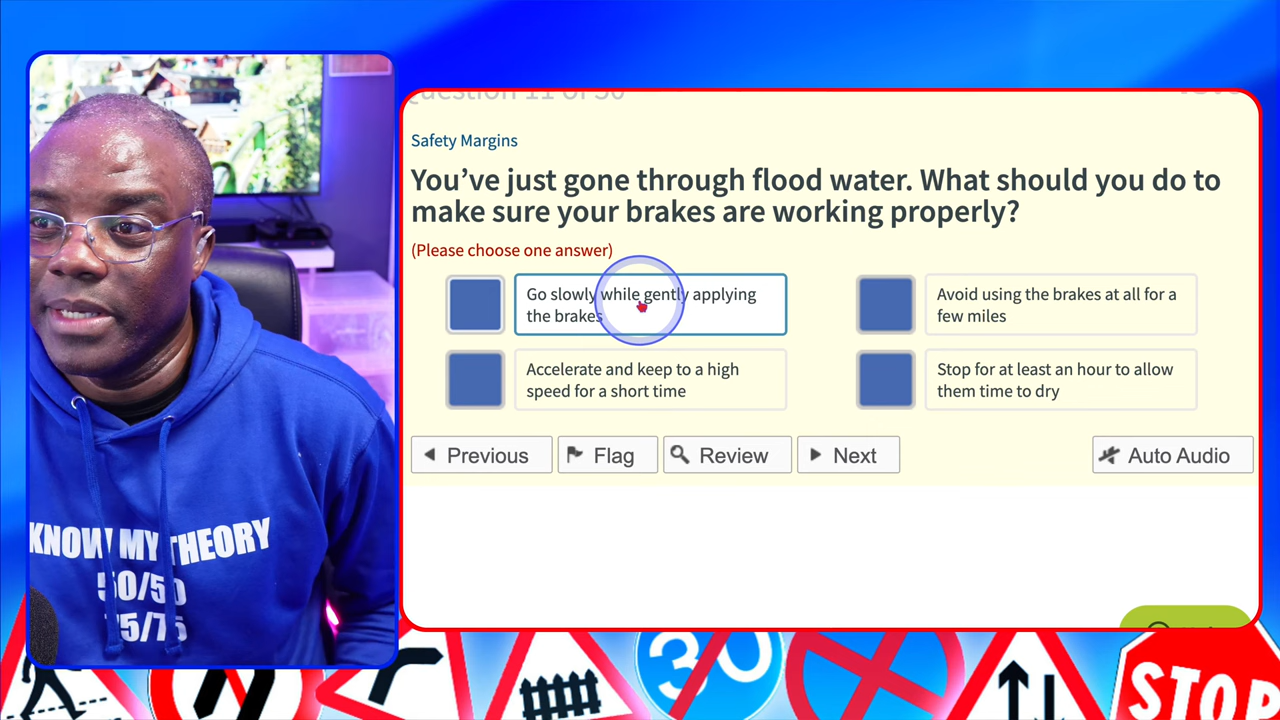 Question 11 of 50
Safety Margins
You've just gone through flood water. What should you do to
make sure your brakes are working properly?
(Please choose one answer)
Go slowly while gently applying
the brakes
Avoid using the brakes at all for a
few miles
Accelerate and keep to a high
speed for a short time
Stop for at least an hour to allow
them time to dry
Previous
Flag
Review
Next
Auto Audio
KNOW MY THEORY
50/50
75/75
30
STOP